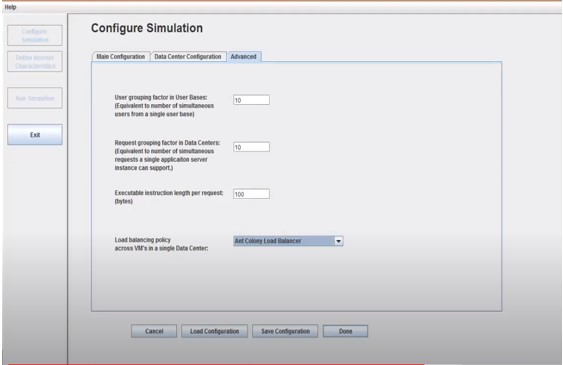 Help
Configure Simulation
Configure
Simulation
Define Internet
Characteristics
Run Simulation
Exit
Main Configuration
Data Center Configuration
Advanced
User grouping factor in User Bases:
(Equivalent to number of simultaneous
users from a single user base)
10
Request grouping factor in Data Centers:
(Equivalent to number of simultaneous
requests a single applicaiton server
instance can support.)
10
Executable instruction length per request:
(bytes)
100
Load balancing policy
across VM's in a single Data Center:
Ant Colony Load Balancer
Cancel
Load Configuration
Save Configuration
Done